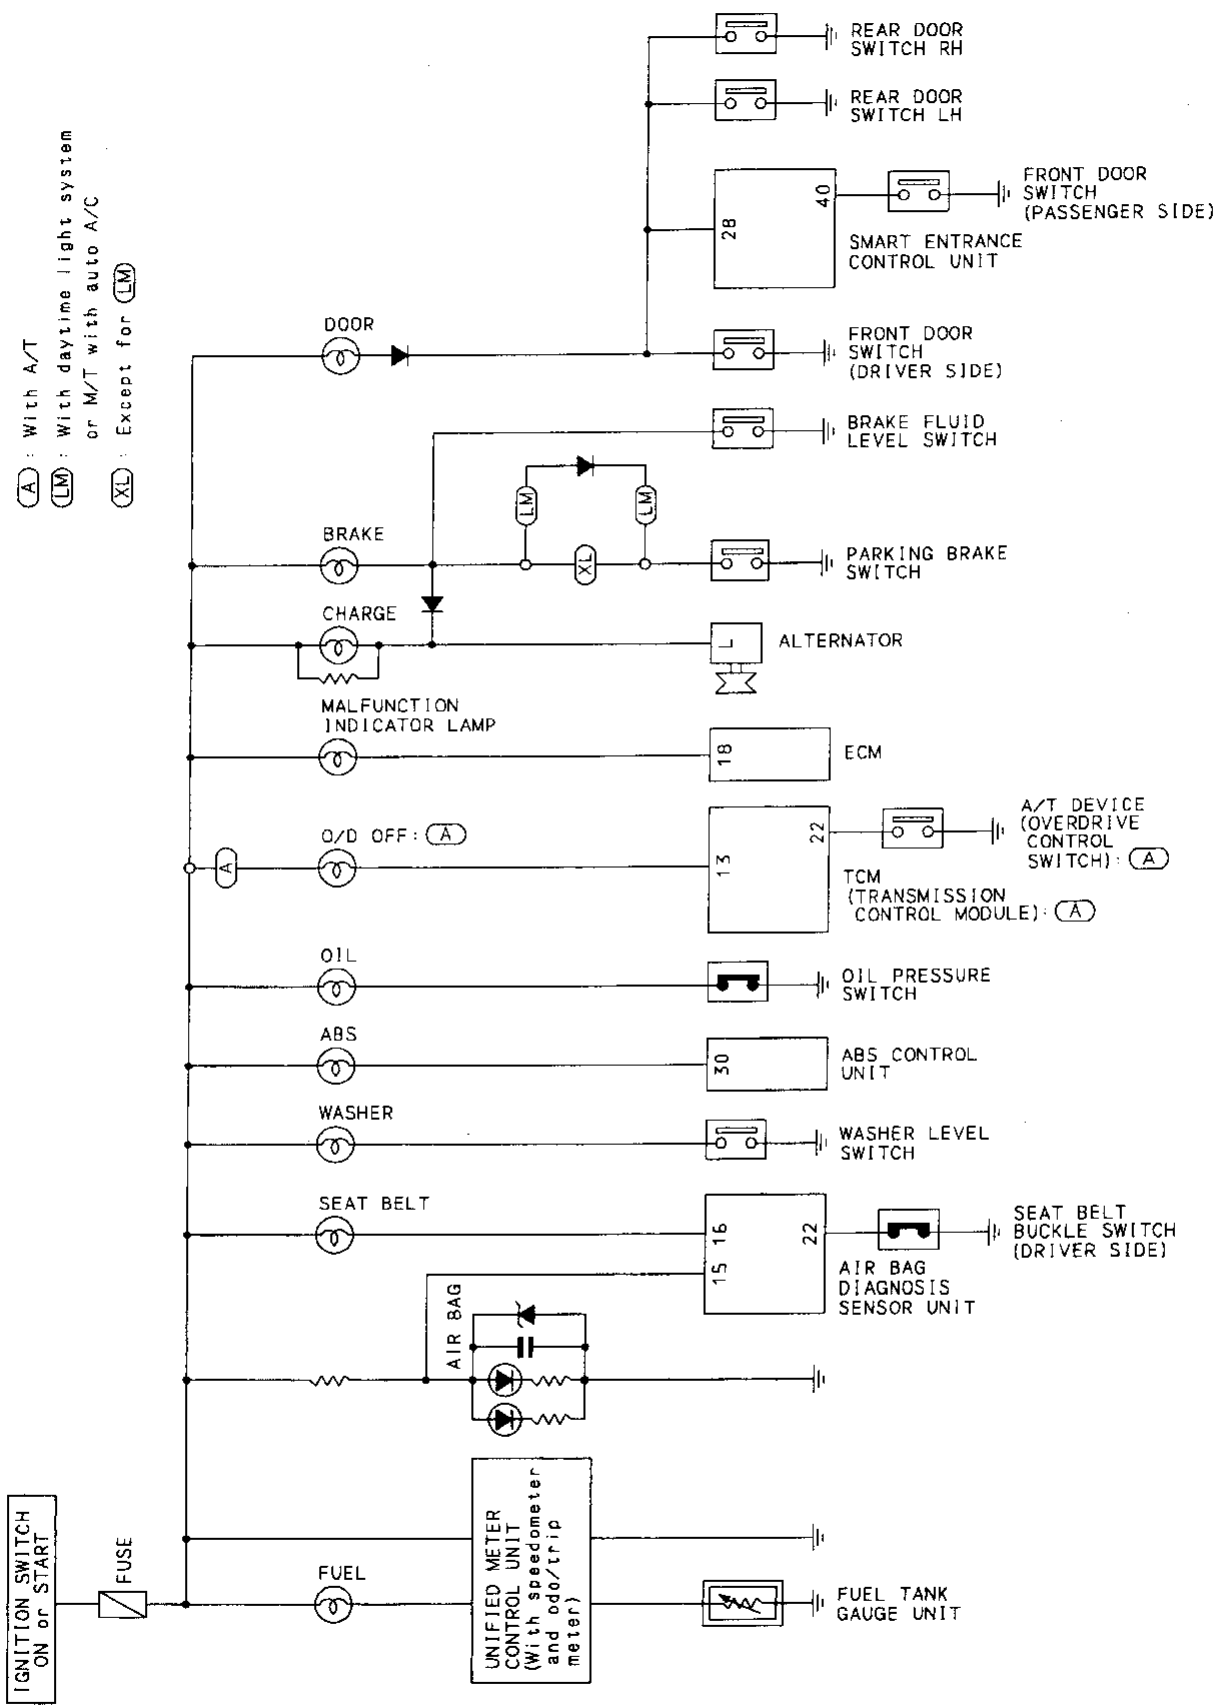 (A) : With A/T
(LM) : With daytime light system
or M/T with auto A/C
(XL) : Except for (LM)
REAR DOOR
SWITCH RH
REAR DOOR
SWITCH LH
28
40
FRONT DOOR
SWITCH
(PASSENGER SIDE)
SMART ENTRANCE
CONTROL UNIT
DOOR
FRONT DOOR
SWITCH
(DRIVER SIDE)
BRAKE FLUID
LEVEL SWITCH
LM
LM
BRAKE
XL
PARKING BRAKE
SWITCH
CHARGE
L
ALTERNATOR
MALFUNCTION
INDICATOR LAMP
18
ECM
A
O/D OFF: (A)
13
22
A/T DEVICE
(OVERDRIVE
CONTROL
SWITCH): (A)
TCM
(TRANSMISSION
CONTROL MODULE): (A)
OIL
OIL PRESSURE
SWITCH
ABS
30
ABS CONTROL
UNIT
WASHER
WASHER LEVEL
SWITCH
SEAT BELT
16
15
22
SEAT BELT
BUCKLE SWITCH
(DRIVER SIDE)
AIR BAG
DIAGNOSIS
SENSOR UNIT
AIR BAG
IGNITION SWITCH
ON or START
FUSE
FUEL
UNIFIED METER
CONTROL UNIT
(With speedometer
and odo/trip
meter)
FUEL TANK
GAUGE UNIT